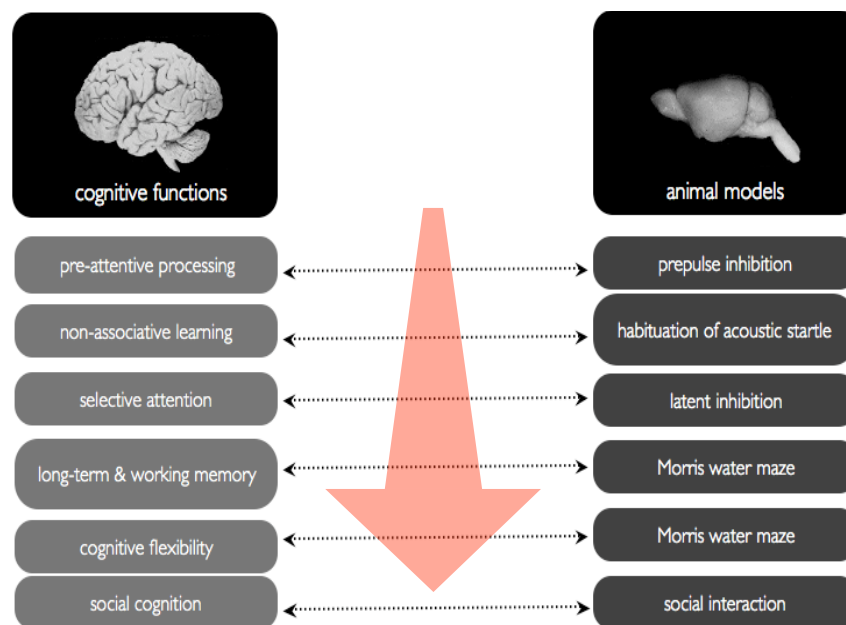 cognitive functions
animal models
pre-attentive processing
prepulse inhibition
non-associative learning
habituation of acoustic startle
selective attention
latent inhibition
long-term & working memory
Morris water maze
cognitive flexibility
Morris water maze
social cognition
social interaction